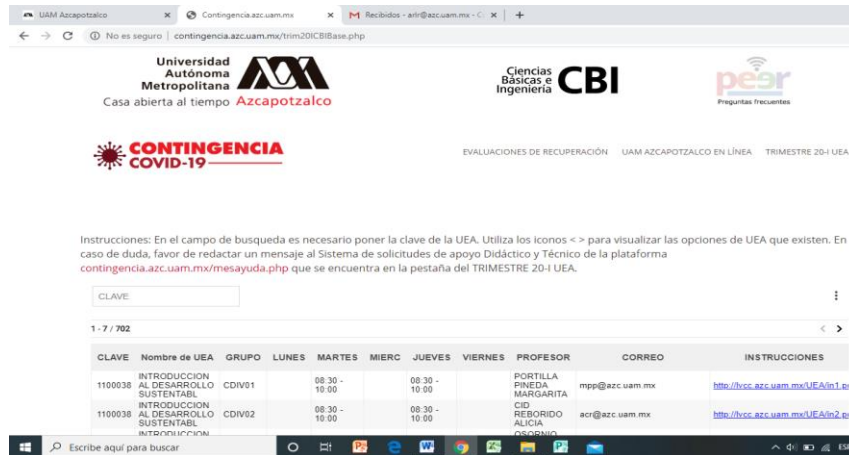 UAM Azcapotzalco
Contingencia.azc.uam.mx
Recibidos - arlr@azc.uam.mx - C
No es seguro | contingencia.azc.uam.mx/trim20ICBIBase.php
Universidad
Autónoma
Metropolitana
Casa abierta al tiempo Azcapotzalco
Ciencias
Básicas e
Ingeniería CBI
peer
Preguntas frecuentes
CONTINGENCIA
COVID-19
EVALUACIONES DE RECUPERACIÓN UAM AZCAPOTZALCO EN LÍNEA TRIMESTRE 20-I UEA
Instrucciones: En el campo de busqueda es necesario poner la clave de la UEA. Utiliza los iconos < > para visualizar las opciones de UEA que existen. En
caso de duda, favor de redactar un mensaje al Sistema de solicitudes de apoyo Didáctico y Técnico de la plataforma
contingencia.azc.uam.mx/mesayuda.php que se encuentra en la pestaña del TRIMESTRE 20-I UEA.
CLAVE
1 - 7 / 702 < >
CLAVE Nombre de UEA GRUPO LUNES MARTES MIERC JUEVES VIERNES PROFESOR CORREO INSTRUCCIONES
1100038 INTRODUCCION AL DESARROLLO SUSTENTABL CDIV01 08:30 - 10:00 08:30 - 10:00 PORTILLA PINEDA MARGARITA mpp@azc.uam.mx http://lvcc.azc.uam.mx/UEA/in1.p
1100038 INTRODUCCION AL DESARROLLO SUSTENTABL CDIV02 08:30 - 10:00 08:30 - 10:00 CID REBORIDO ALICIA acr@azc.uam.mx http://lvcc.azc.uam.mx/UEA/in2.p
INTRODUCCION OSORNIO
Escribe aquí para buscar
ESP